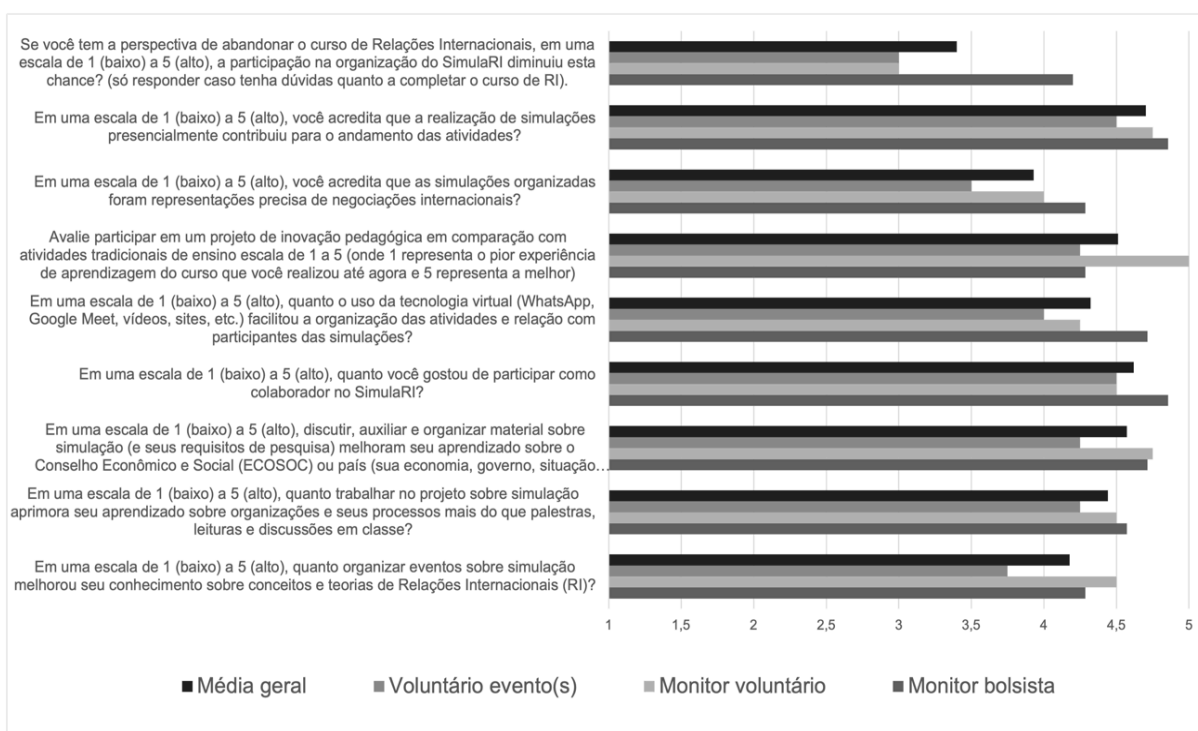 Se você tem a perspectiva de abandonar o curso de Relações Internacionais, em uma
escala de 1 (baixo) a 5 (alto), a participação na organização do SimulaRI diminuiu esta
chance? (só responder caso tenha dúvidas quanto a completar o curso de RI).
Em uma escala de 1 (baixo) a 5 (alto), você acredita que a realização de simulações
presencialmente contribuiu para o andamento das atividades?
Em uma escala de 1 (baixo) a 5 (alto), você acredita que as simulações organizadas
foram representações precisa de negociações internacionais?
Avalie participar em um projeto de inovação pedagógica em comparação com
atividades tradicionais de ensino escala de 1 a 5 (onde 1 representa o pior experiência
de aprendizagem do curso que você realizou até agora e 5 representa a melhor)
Em uma escala de 1 (baixo) a 5 (alto), quanto o uso da tecnologia virtual (WhatsApp,
Google Meet, vídeos, sites, etc.) facilitou a organização das atividades e relação com
participantes das simulações?
Em uma escala de 1 (baixo) a 5 (alto), quanto você gostou de participar como
colaborador no SimulaRI?
Em uma escala de 1 (baixo) a 5 (alto), discutir, auxiliar e organizar material sobre
simulação (e seus requisitos de pesquisa) melhoram seu aprendizado sobre o
Conselho Econômico e Social (ECOSOC) ou país (sua economia, governo, situação...
Em uma escala de 1 (baixo) a 5 (alto), quanto trabalhar no projeto sobre simulação
aprimora seu aprendizado sobre organizações e seus processos mais do que palestras,
leituras e discussões em classe?
Em uma escala de 1 (baixo) a 5 (alto), quanto organizar eventos sobre simulação
melhorou seu conhecimento sobre conceitos e teorias de Relações Internacionais (RI)?
1 1,5 2 2,5 3 3,5 4 4,5 5
Média geral Voluntário evento(s) Monitor voluntário Monitor bolsista